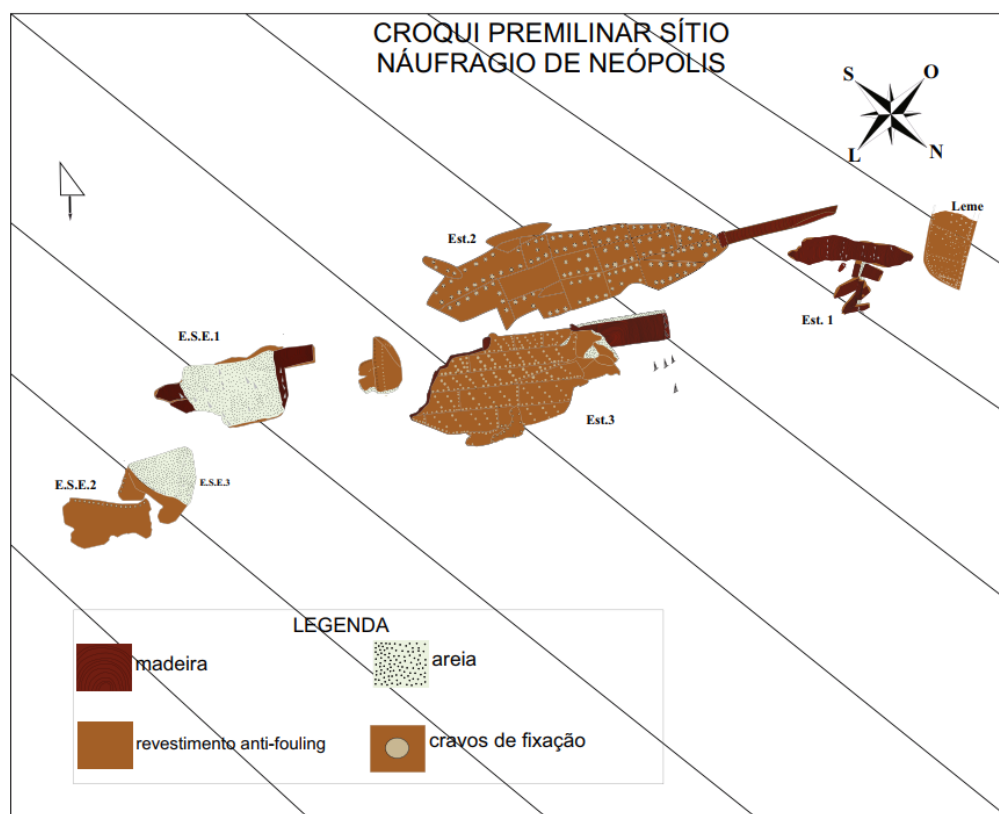 CROQUI PREMILINAR SÍTIO
NÁUFRAGIO DE NEÓPOLIS
S
O
L
N
Leme
Est.2
Est. 1
E.S.E.1
Est.3
E.S.E.2
E.S.E.3
LEGENDA
madeira
areia
revestimento anti-fouling
cravos de fixação